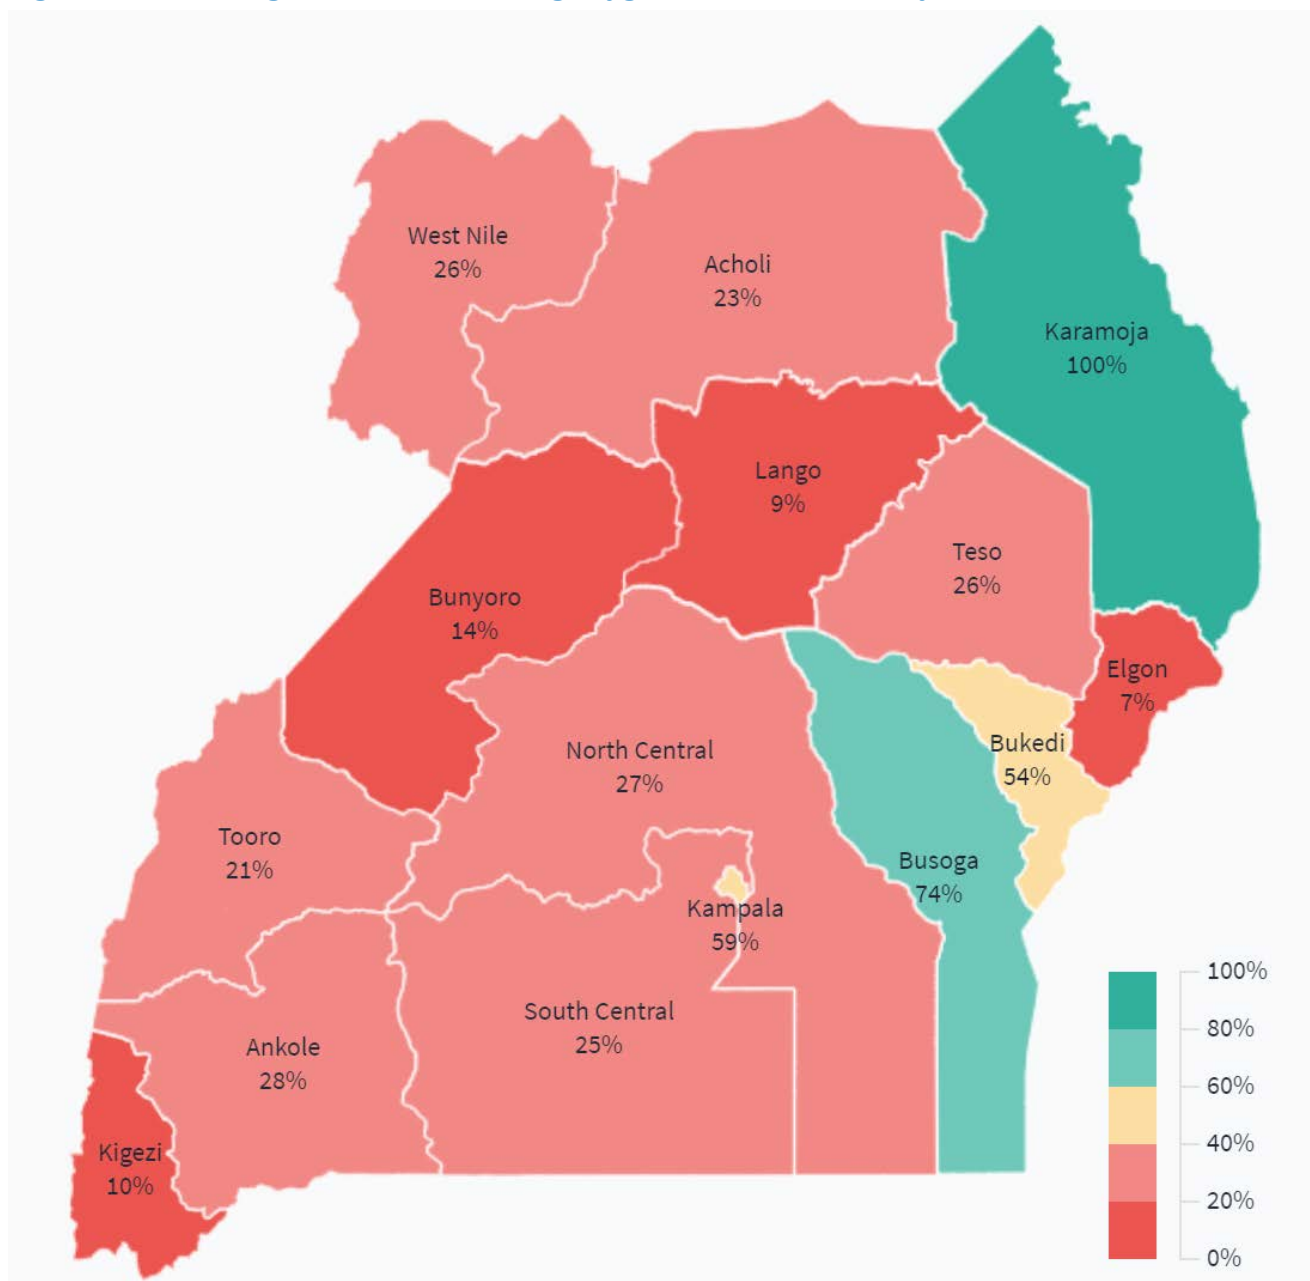 West Nile
26%
Acholi
23%
Karamoja
100%
Lango
9%
Teso
26%
Bunyoro
14%
Elgon
7%
Bukedi
54%
North Central
27%
Tooro
21%
Busoga
74%
Kampala
59%
South Central
25%
Ankole
28%
Kigezi
10%
100%
80%
60%
40%
20%
0%